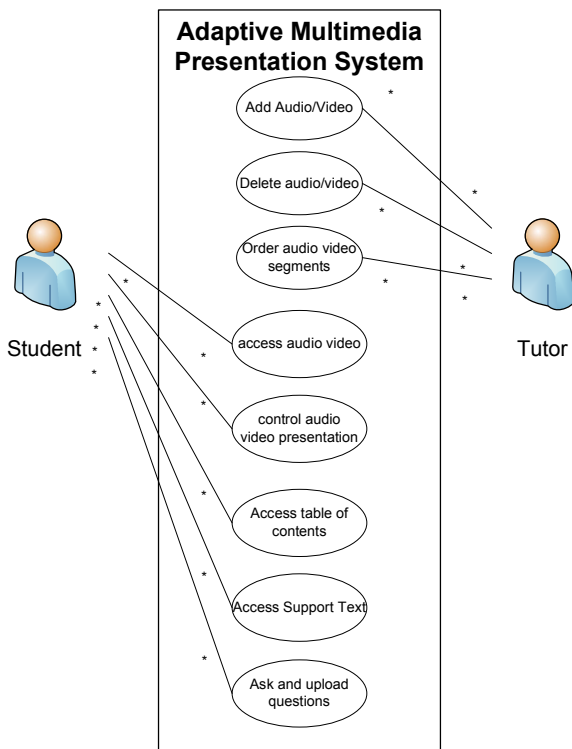 Adaptive Multimedia
Presentation System
*
Add Audio/Video
*
Delete audio/video
*
Order audio video
segments
*
*
*
Student
Tutor
*
*
*
*
*
access audio video
*
*
control audio
video presentation
*
Access table of
contents
*
Access Support Text
*
Ask and upload
questions